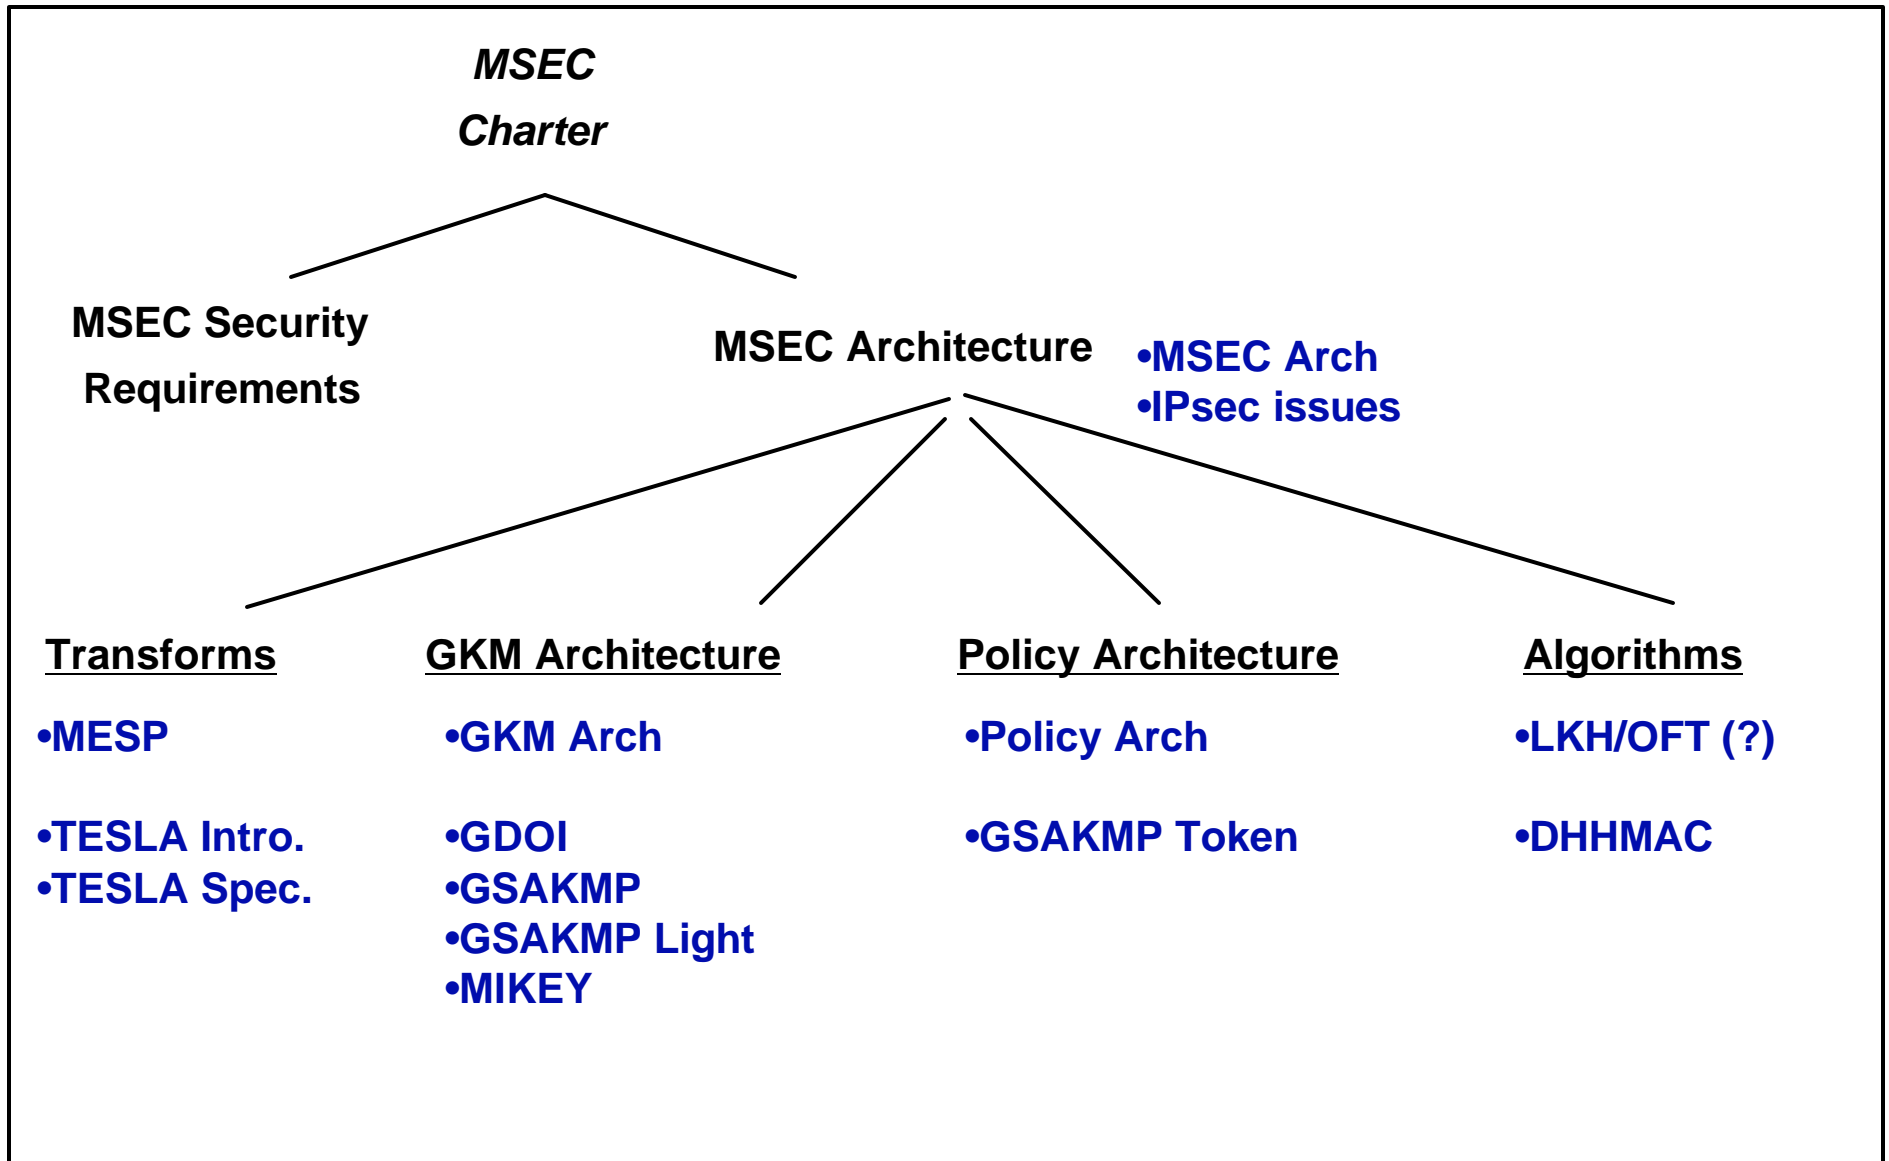 MSEC
Charter
MSEC Security
Requirements
MSEC Architecture
•MSEC Arch
•IPsec issues
Transforms
•MESP
•TESLA Intro.
•TESLA Spec.
GKM Architecture
•GKM Arch
•GDOI
•GSAKMP
•GSAKMP Light
•MIKEY
Policy Architecture
•Policy Arch
•GSAKMP Token
Algorithms
•LKH/OFT (?)
•DHHMAC